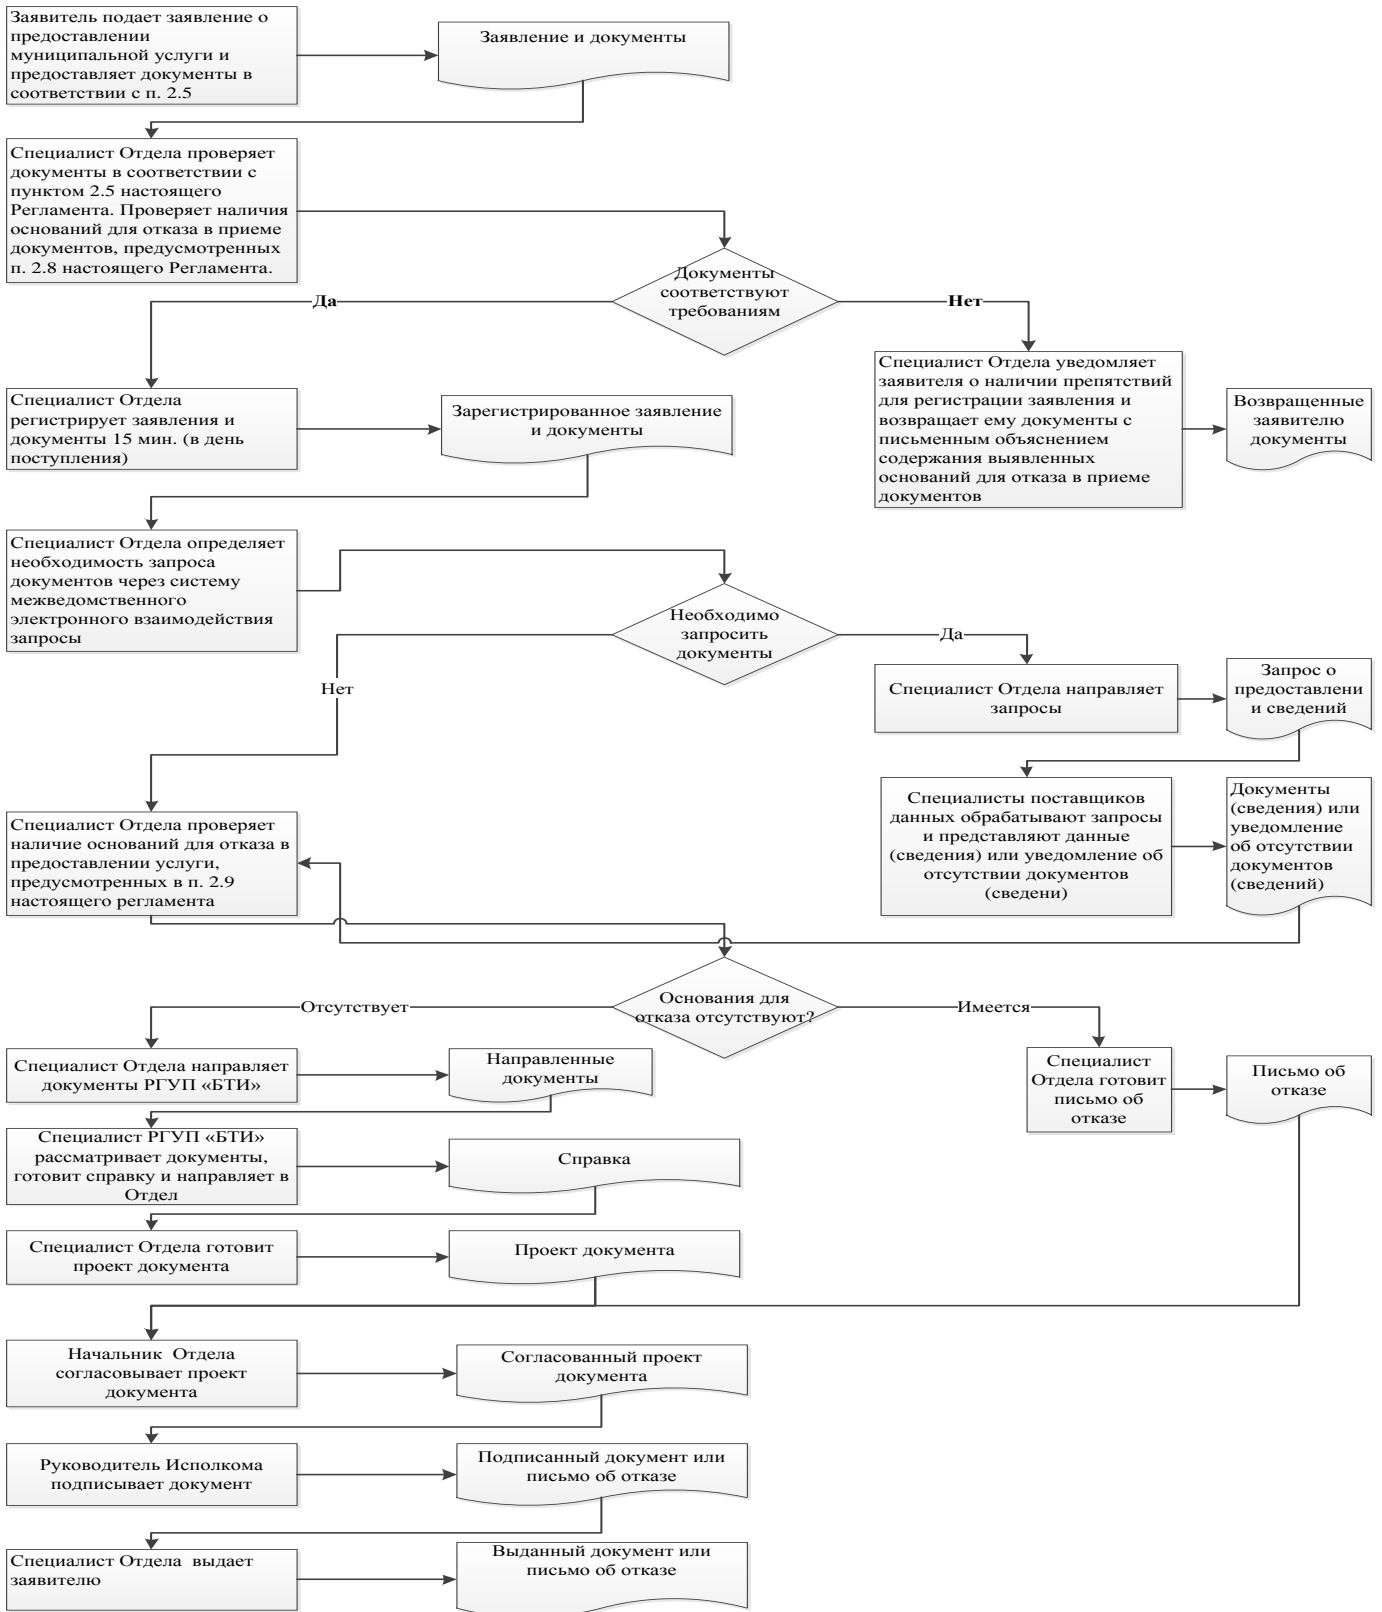 Заявитель подает заявление о
предоставлении
муниципальной услуги и
предоставляет документы в
соответствии с п. 2.5
Заявление и документы
Специалист Отдела проверяет
документы в соответствии с
пунктом 2.5 настоящего
Регламента. Проверяет наличия
оснований для отказа в приеме
документов, предусмотренных
п. 2.8 настоящего Регламента.
Документы
соответствуют
требованиям
Да
Нет
Специалист Отдела
регистрирует заявления и
документы 15 мин. (в день
поступления)
Зарегистрированное заявление
и документы
Специалист Отдела уведомляет
заявителя о наличии препятствий
для регистрации заявления и
возвращает ему документы с
письменным объяснением
содержания выявленных
оснований для отказа в приеме
документов
Возвращенные
заявителю
документы
Специалист Отдела определяет
необходимость запроса
документов через систему
межведомственного
электронного взаимодействия
запросы
Необходимо
запросить
документы
Да
Нет
Специалист Отдела направляет
запросы
Запрос о
предоставлени
и сведений
Специалисты поставщиков
данных обрабатывают запросы
и представляют данные
(сведения) или уведомление об
отсутствии документов
(сведени)
Документы
(сведения) или
уведомление
об отсутствии
документов
(сведений)
Специалист Отдела проверяет
наличие оснований для отказа в
предоставлении услуги,
предусмотренных в п. 2.9
настоящего регламента
Основания для
отказа отсутствуют?
Отсутствует
Имеется
Специалист Отдела направляет
документы РГУП «БТИ»
Направленные
документы
Специалист
Отдела готовит
письмо об
отказе
Письмо об
отказе
Специалист РГУП «БТИ»
рассматривает документы,
готовит справку и направляет в
Отдел
Справка
Специалист Отдела готовит
проект документа
Проект документа
Начальник  Отдела
согласовывает проект
документа
Согласованный проект
документа
Руководитель Исполкома
подписывает документ
Подписанный документ или
письмо об отказе
Специалист Отдела  выдает
заявителю
Выданный документ или
письмо об отказе